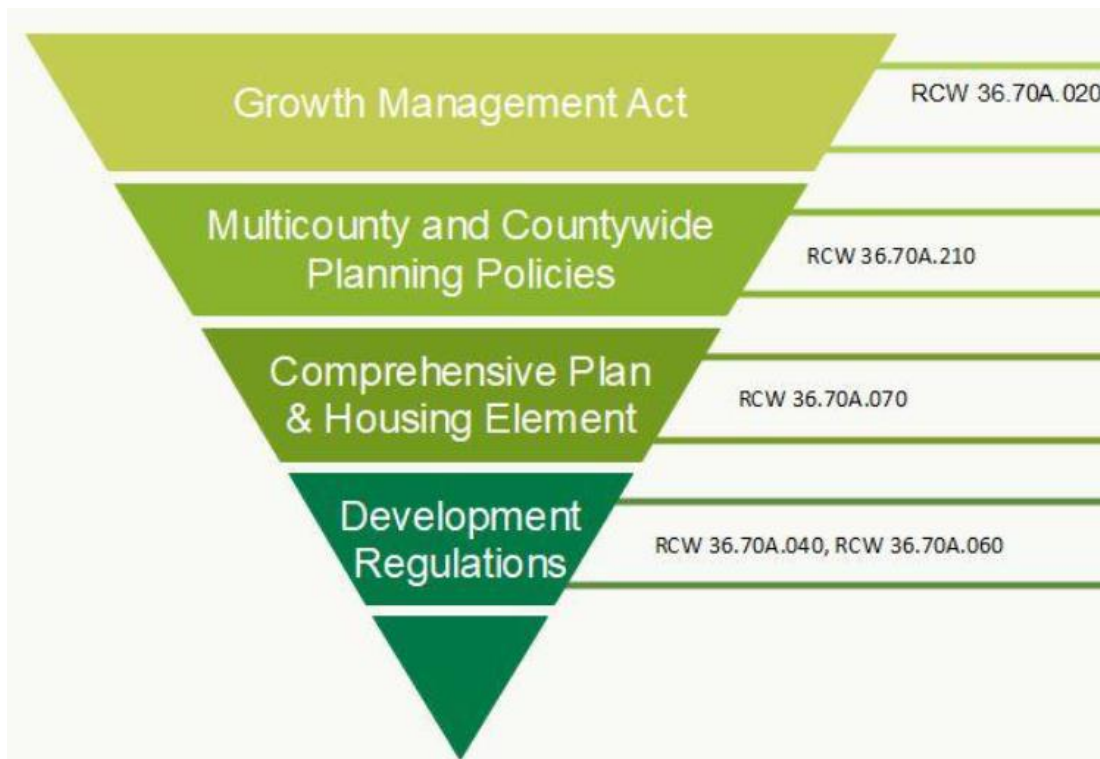 Growth Management Act
RCW 36.70A.020
Multicounty and Countywide
Planning Policies
RCW 36.70A.210
Comprehensive Plan
& Housing Element
RCW 36.70A.070
Development
Regulations
RCW 36.70A.040, RCW 36.70A.060